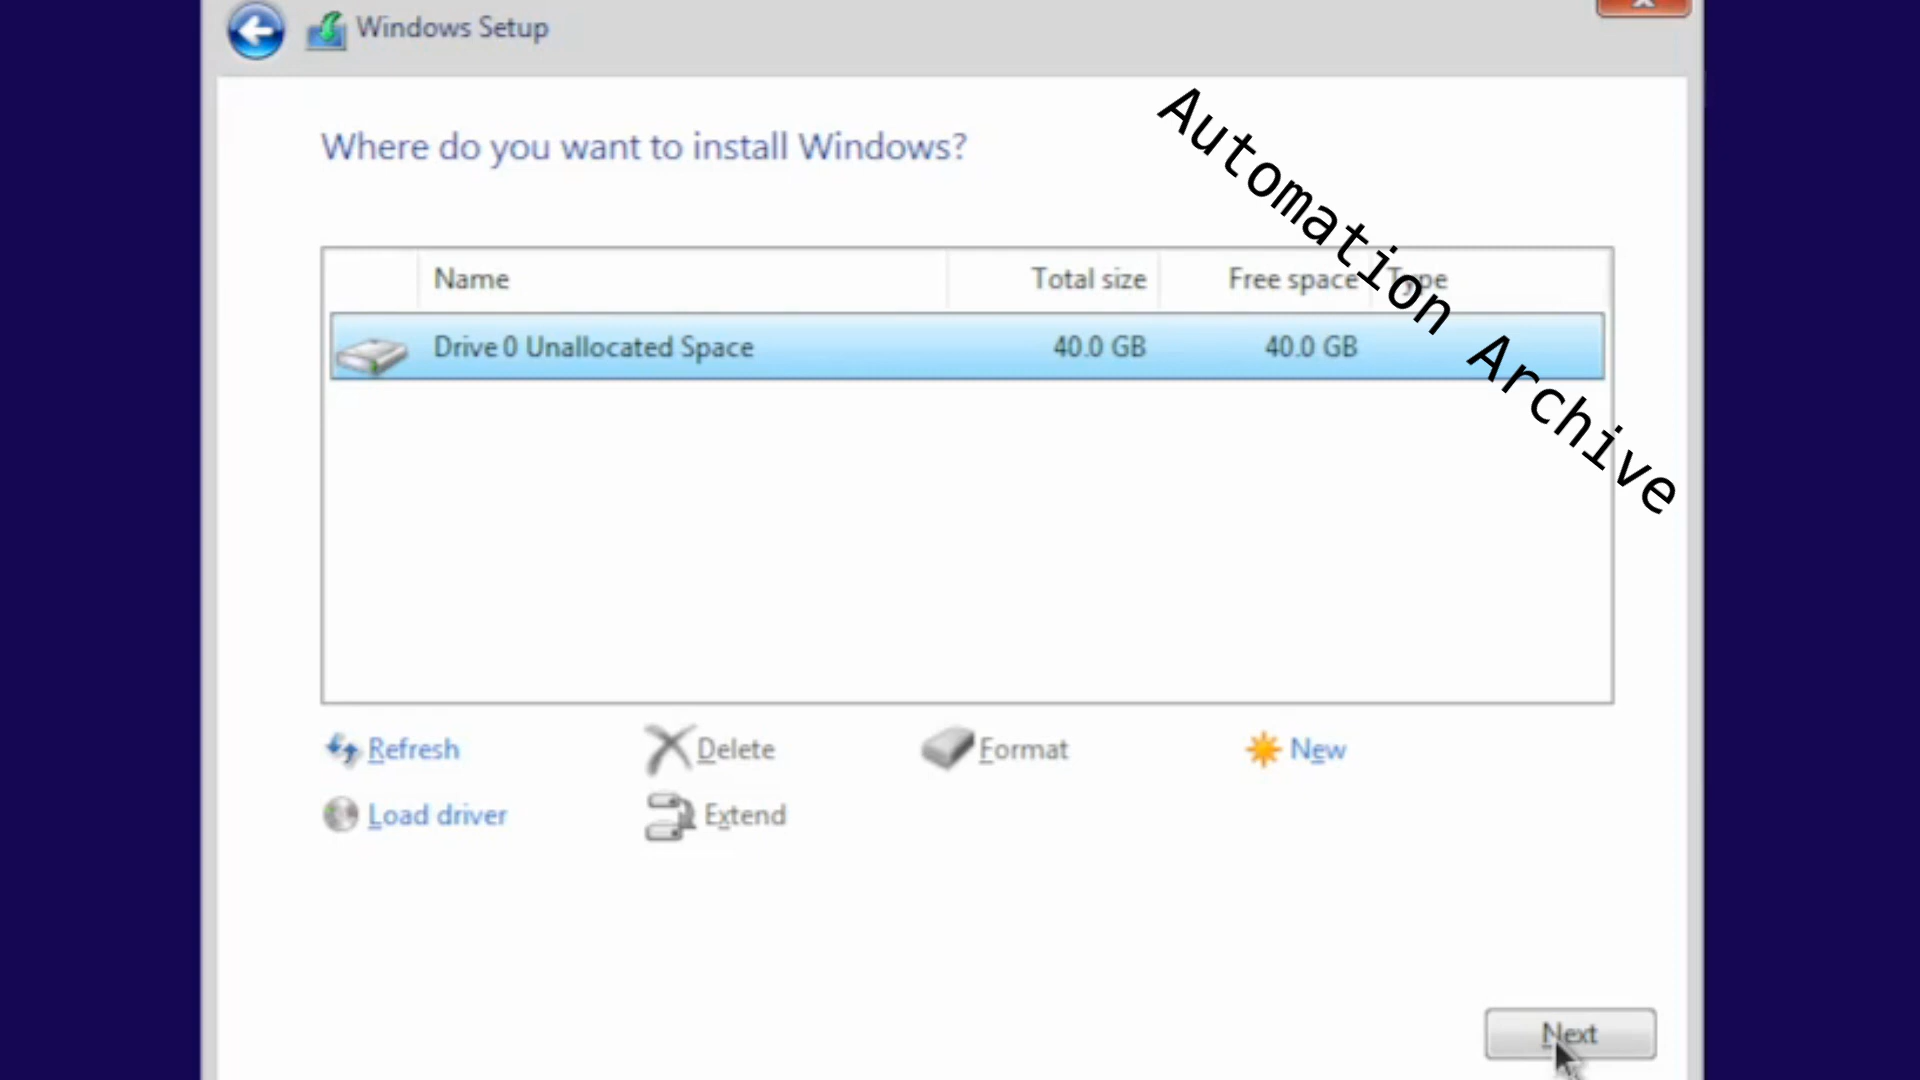 Windows Setup
Where do you want to install Windows?
Automation Archive
Name Total size Free space Type
Drive 0 Unallocated Space 40.0 GB 40.0 GB
Refresh Delete Format New
Load driver Extend
Next